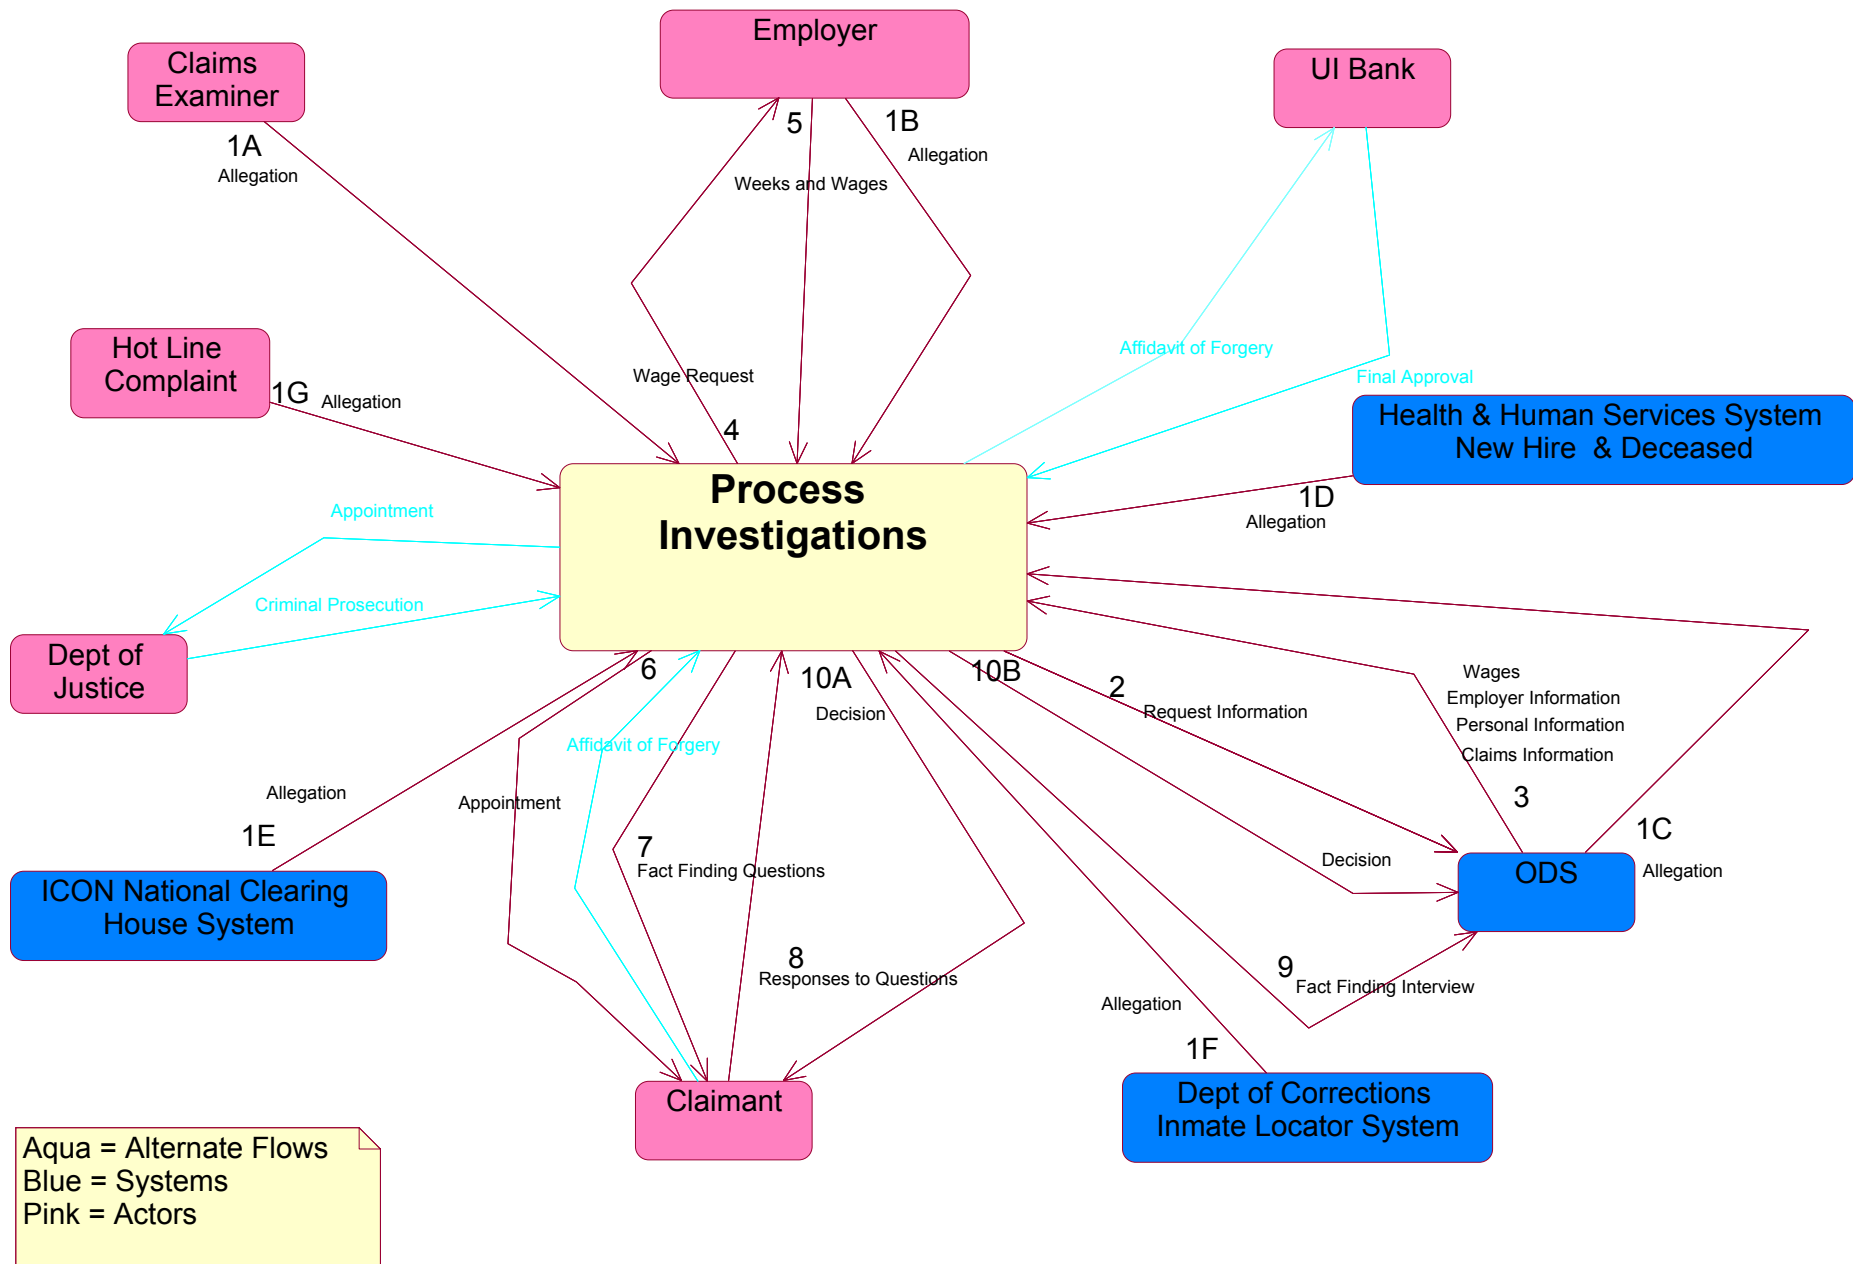 Employer
Claims
Examiner
UI Bank
5
1B
1A
Allegation
Allegation
Weeks and Wages
Hot Line
Complaint
Affidavit of Forgery
Wage Request
Final Approval
1G
Allegation
4
Health & Human Services System
New Hire & Deceased
Process
Investigations
1D
Allegation
Appointment
Criminal Prosecution
Dept of
Justice
6
10A
10B
2
Decision
Request Information
Wages
Employer Information
Personal Information
Claims Information
Affidavit of Forgery
Allegation
Appointment
3
1E
7
1C
Fact Finding Questions
Decision
ODS
Allegation
ICON National Clearing
House System
8
Responses to Questions
9
Fact Finding Interview
Allegation
1F
Claimant
Dept of Corrections
Inmate Locator System
Aqua = Alternate Flows
Blue = Systems
Pink = Actors